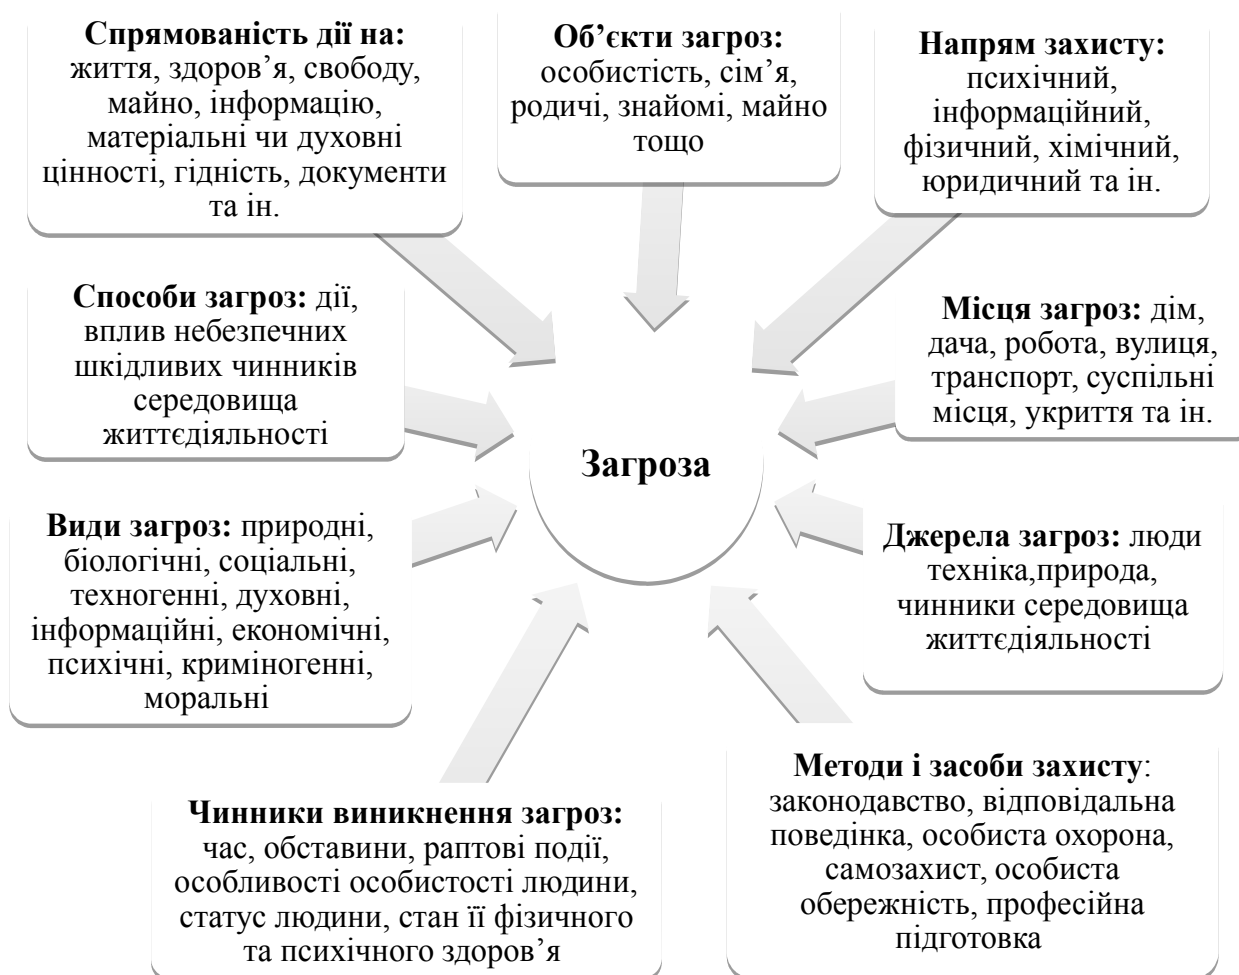 Спрямованість дії на:
життя, здоров’я, свободу,
майно, інформацію,
матеріальні чи духовні
цінності, гідність, документи
та ін.
Об’єкти загроз:
особистість, сім’я,
родичі, знайомі, майно
тощо
Напрям захисту:
психічний,
інформаційний,
фізичний, хімічний,
юридичний та ін.
Способи загроз: дії,
вплив небезпечних
шкідливих чинників
середовища
життєдіяльності
Місця загроз: дім,
дача, робота, вулиця,
транспорт, суспільні
місця, укриття та ін.
Загроза
Види загроз: природні,
біологічні, соціальні,
техногенні, духовні,
інформаційні, економічні,
психічні, криміногенні,
моральні
Джерела загроз: люди
техніка,природа,
чинники середовища
життєдіяльності
Чинники виникнення загроз:
час, обставини, раптові події,
особливості особистості людини,
статус людини, стан її фізичного
та психічного здоров’я
Методи і засоби захисту:
законодавство, відповідальна
поведінка, особиста охорона,
самозахист, особиста
обережність, професійна
підготовка